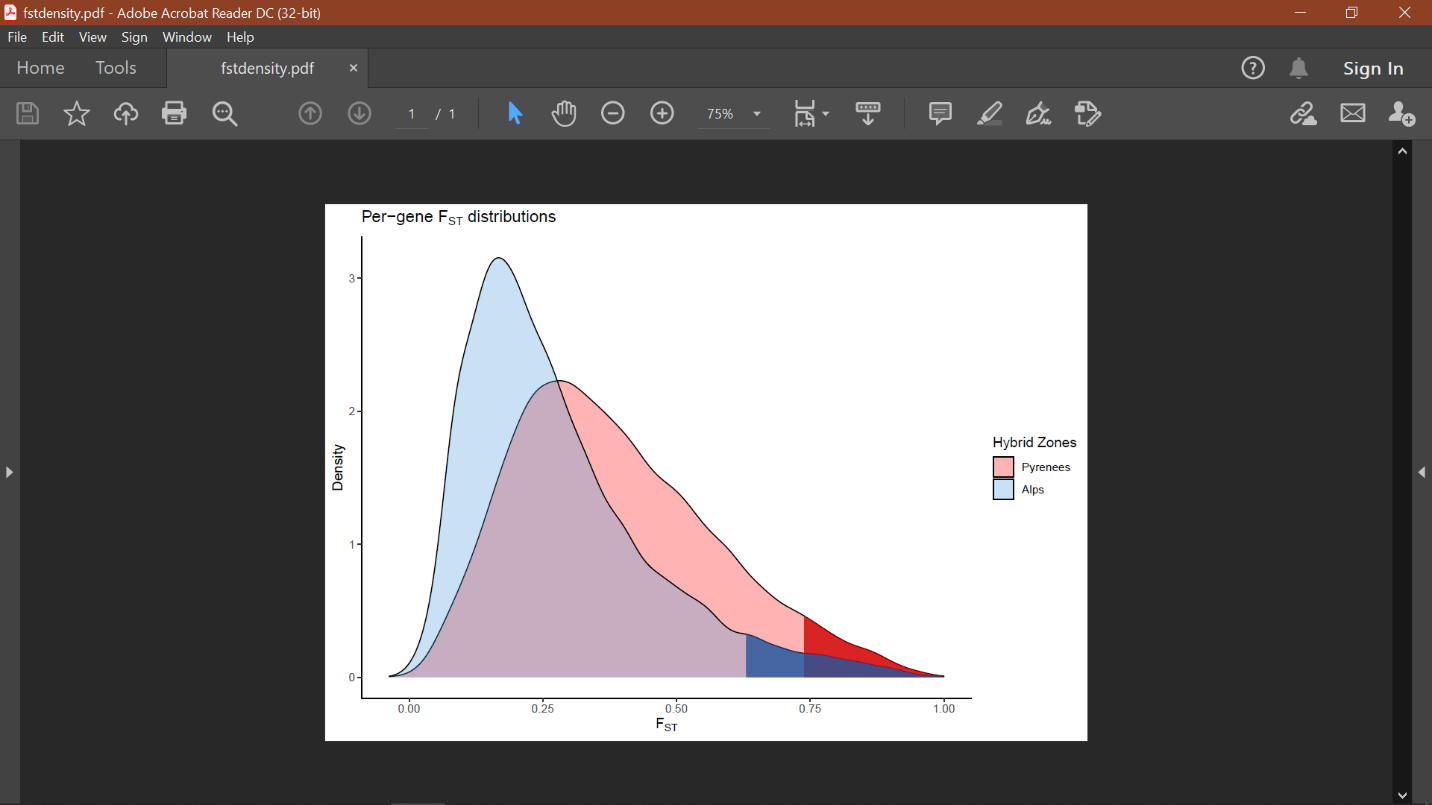 fstdensity.pdf - Adobe Acrobat Reader DC (32-bit)
File Edit View Sign Window Help
Home Tools fstdensity.pdf × ? Sign In
1 / 1 75%
Per−gene FST distributions
3
2
1
0
Density
0.00 0.25 0.50 0.75 1.00
FST
Hybrid Zones
Pyrenees
Alps